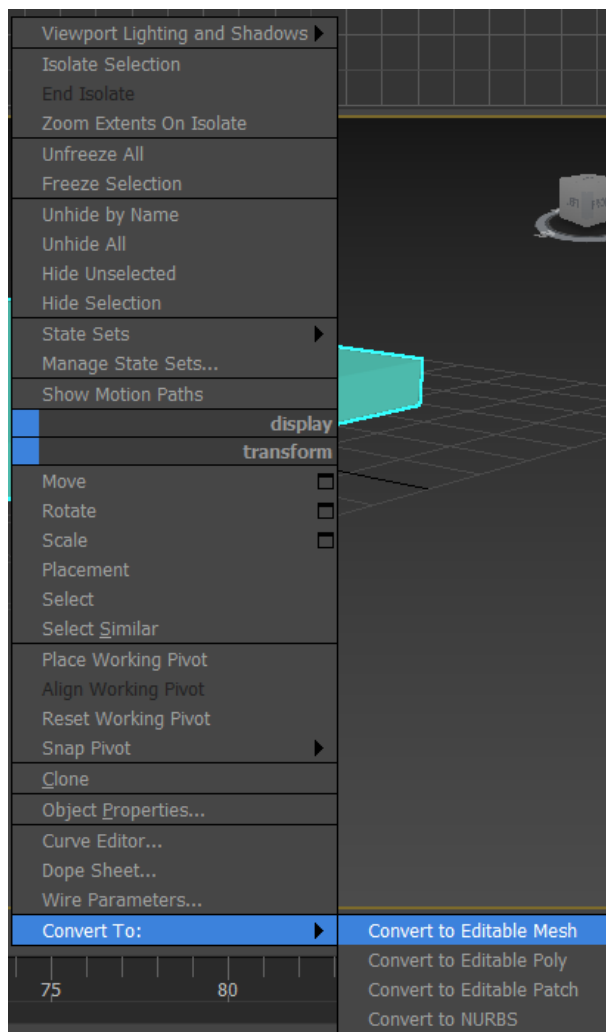 Viewport Lighting and Shadows
Isolate Selection
End Isolate
Zoom Extents On Isolate
Unfreeze All
Freeze Selection
Unhide by Name
Unhide All
Hide Unselected
Hide Selection
State Sets
Manage State Sets...
Show Motion Paths
display
transform
Move
Rotate
Scale
Placement
Select
Select Similar
Place Working Pivot
Align Working Pivot
Reset Working Pivot
Snap Pivot
Clone
Object Properties...
Curve Editor...
Dope Sheet...
Wire Parameters...
Convert To:
Convert to Editable Mesh
Convert to Editable Poly
Convert to Editable Patch
Convert to NURBS
75
80